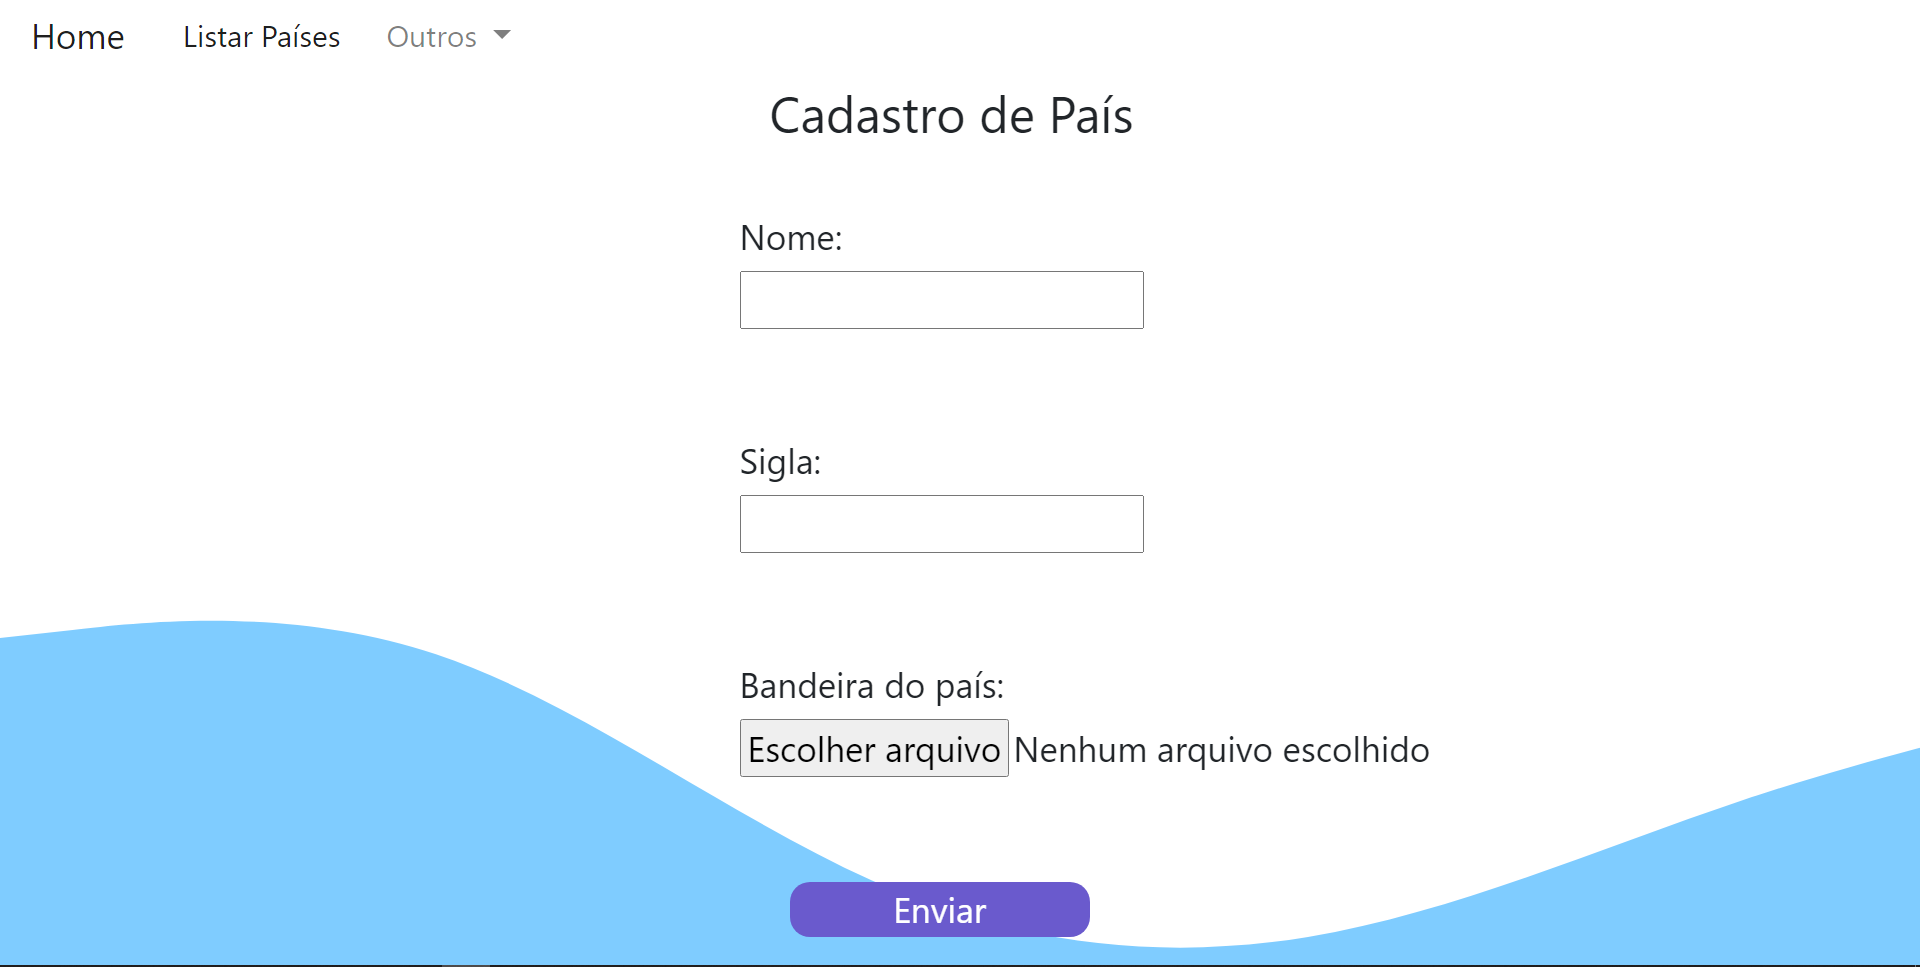 Home Listar Países Outros
Cadastro de País
Nome:
Sigla:
Bandeira do país:
Escolher arquivo Nenhum arquivo escolhido
Enviar